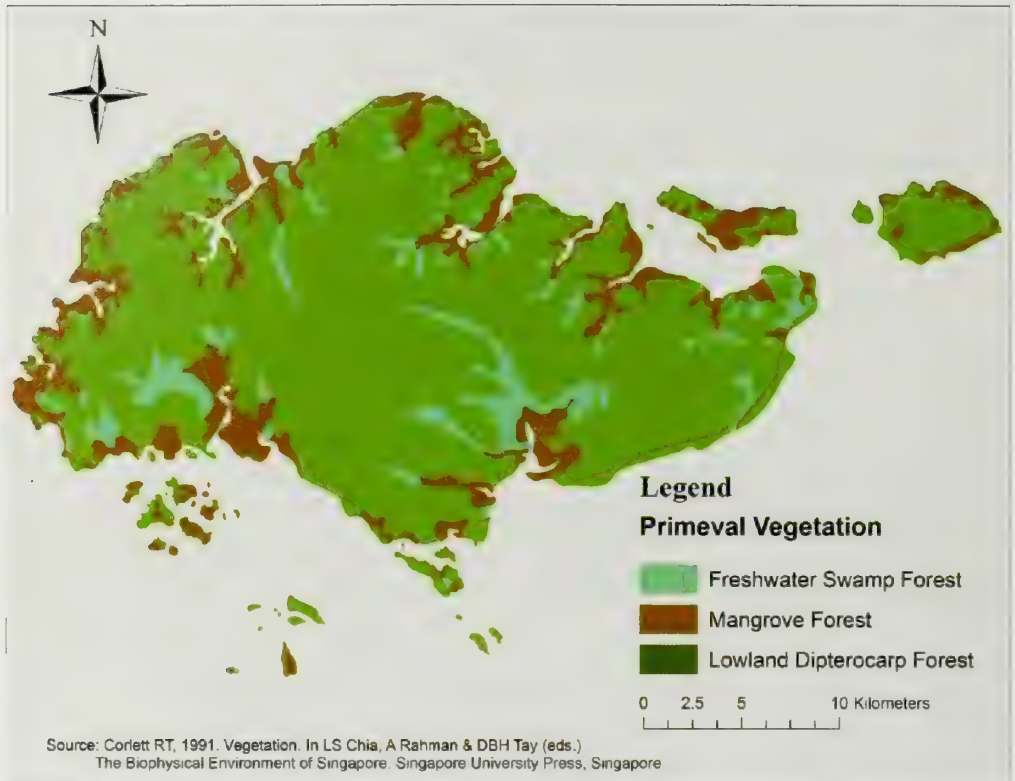 N
Legend
Primeval Vegetation
Freshwater Swamp Forest
Mangrove Forest
Lowland Dipterocarp Forest
0 2.5 5 10 Kilometers
Source: Corlett RT, 1991. Vegetation. In LS Chia, A Rahman & DBH Tay (eds.)
The Biophysical Environment of Singapore. Singapore University Press, Singapore